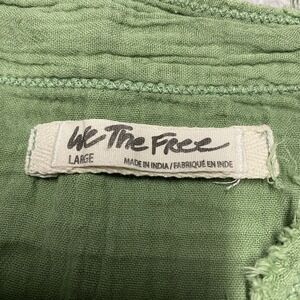 We The Free
LARGE
MADE IN INDIA / FABRIQUÉ EN INDE